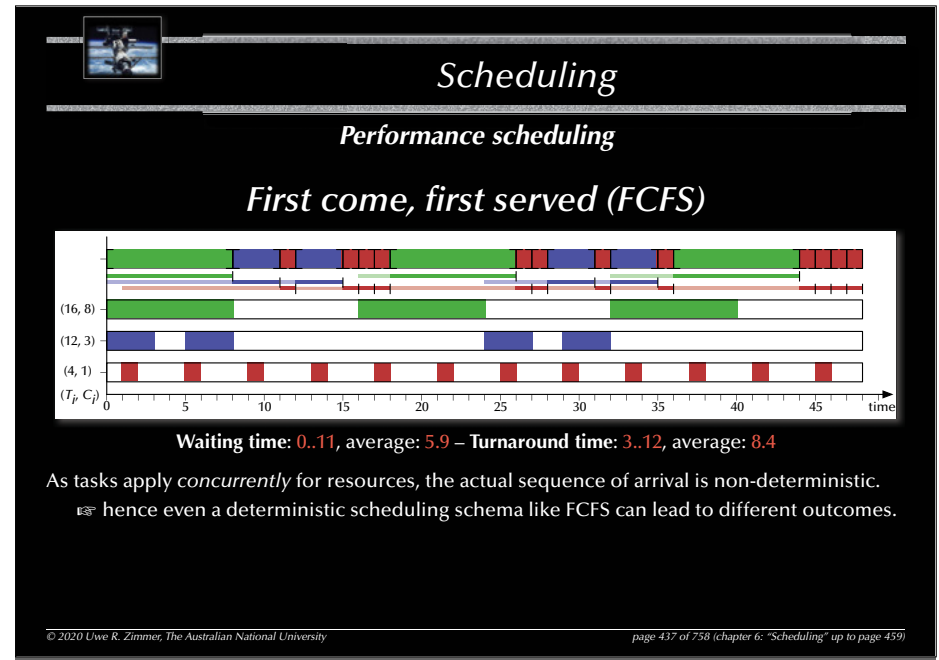 Scheduling
Performance scheduling
First come, first served (FCFS)
(16, 8)
(12, 3)
(4, 1)
(Ti, Ci)
0 5 10 15 20 25 30 35 40 45 time
Waiting time: 0..11, average: 5.9 – Turnaround time: 3..12, average: 8.4
As tasks apply concurrently for resources, the actual sequence of arrival is non-deterministic.
☞ hence even a deterministic scheduling schema like FCFS can lead to different outcomes.
© 2020 Uwe R. Zimmer, The Australian National University
page 437 of 758 (chapter 6: "Scheduling" up to page 459)